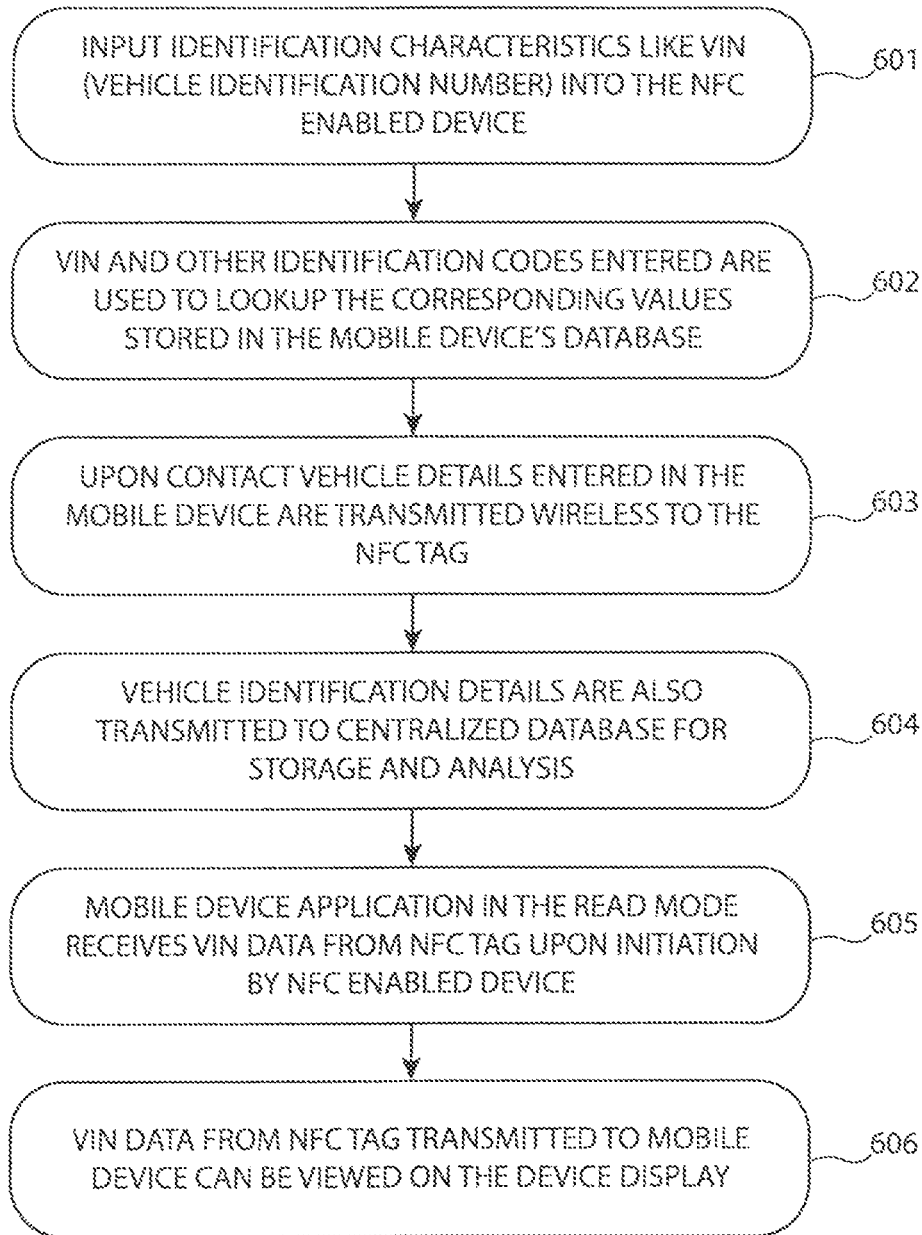 INPUT IDENTIFICATION CHARACTERISTICS LIKE VIN
(VEHICLE IDENTIFICATION NUMBER) INTO THE NFC
ENABLED DEVICE
601
VIN AND OTHER IDENTIFICATION CODES ENTERED ARE
USED TO LOOKUP THE CORRESPONDING VALUES
STORED IN THE MOBILE DEVICE'S DATABASE
602
UPON CONTACT VEHICLE DETAILS ENTERED IN THE
MOBILE DEVICE ARE TRANSMITTED WIRELESS TO THE
NFC TAG
603
VEHICLE IDENTIFICATION DETAILS ARE ALSO
TRANSMITTED TO CENTRALIZED DATABASE FOR
STORAGE AND ANALYSIS
604
MOBILE DEVICE APPLICATION IN THE READ MODE
RECEIVES VIN DATA FROM NFC TAG UPON INITIATION
BY NFC ENABLED DEVICE
605
VIN DATA FROM NFC TAG TRANSMITTED TO MOBILE
DEVICE CAN BE VIEWED ON THE DEVICE DISPLAY
606